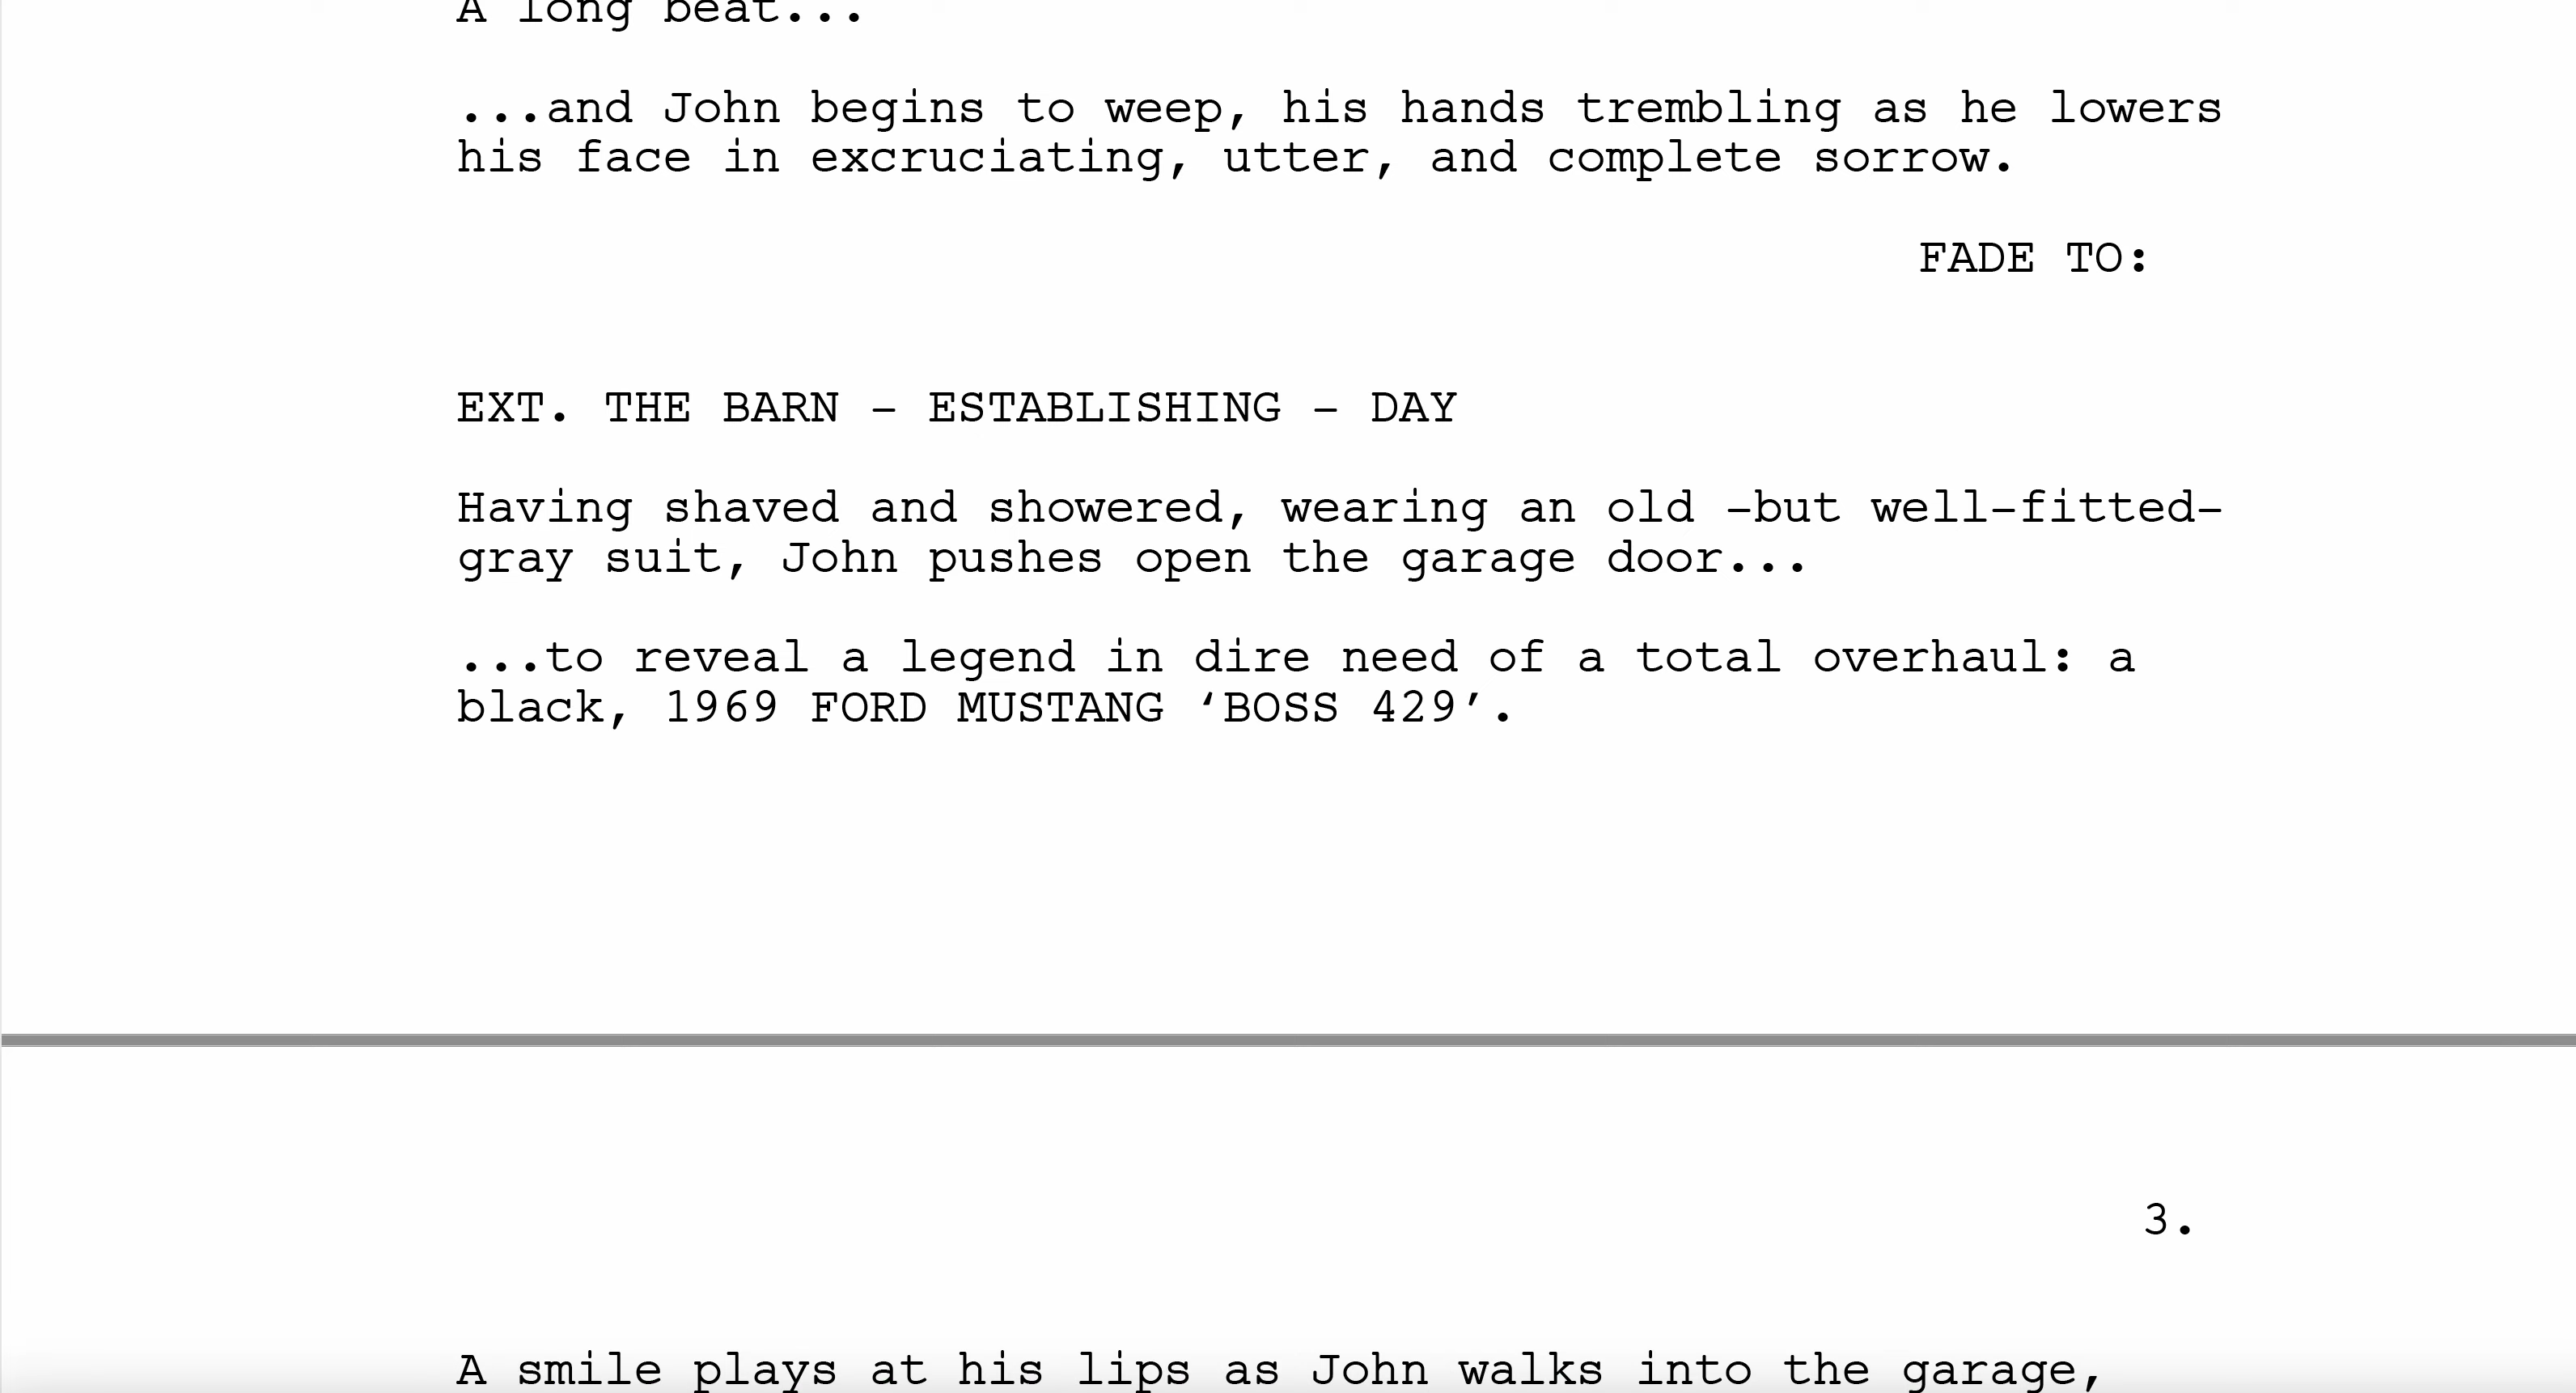 A long beat...
...and John begins to weep, his hands trembling as he lowers
his face in excruciating, utter, and complete sorrow.
FADE TO:
EXT. THE BARN - ESTABLISHING - DAY
Having shaved and showered, wearing an old -but well-fitted-
gray suit, John pushes open the garage door...
...to reveal a legend in dire need of a total overhaul: a
black, 1969 FORD MUSTANG ‘BOSS 429’.
3.
A smile plays at his lips as John walks into the garage,